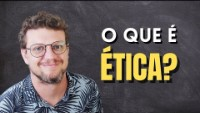 O QUE É
ÉTICA?